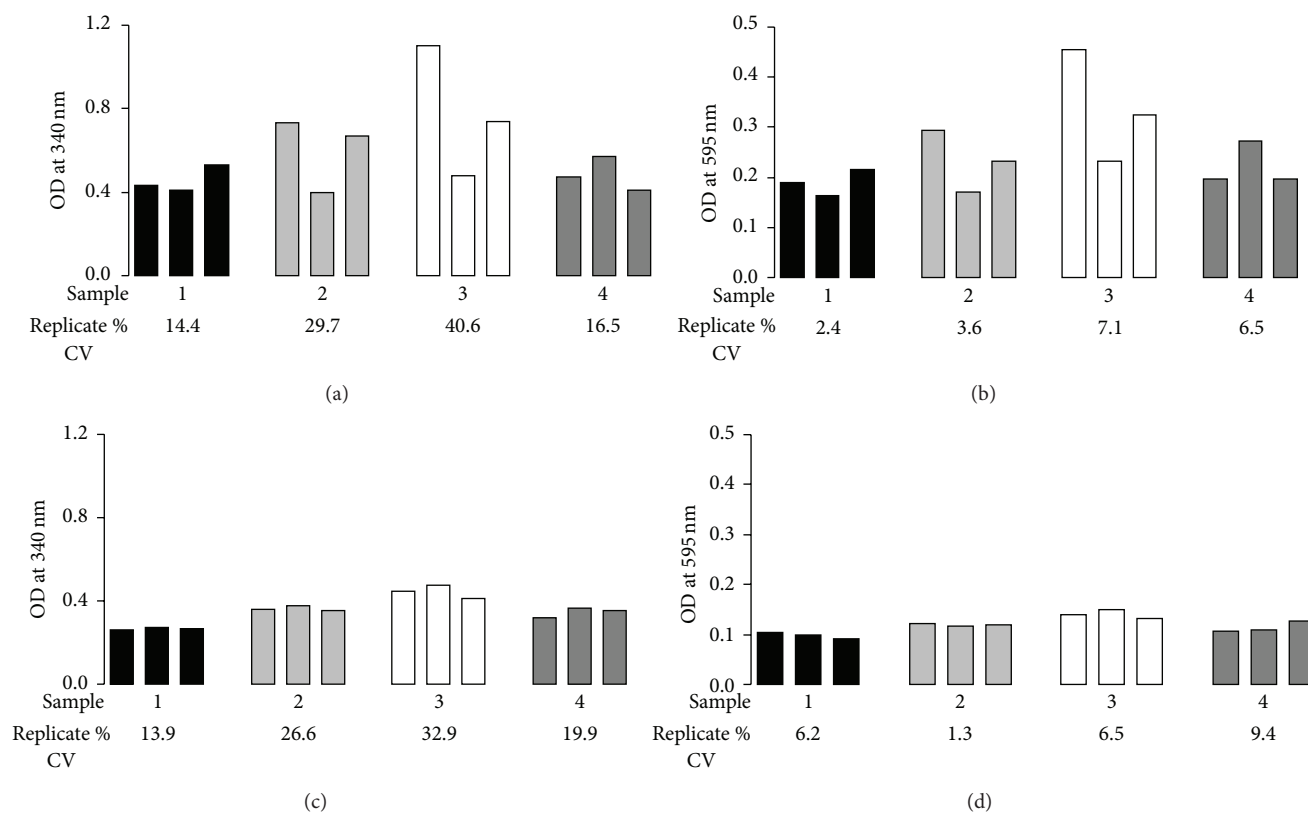 1.2
0.8
0.4
0.0
OD at 340 nm
Sample 1 2 3 4
Replicate % 14.4 29.7 40.6 16.5
CV
(a)
0.5
0.4
0.3
0.2
0.1
0.0
OD at 595 nm
Sample 1 2 3 4
Replicate % 2.4 3.6 7.1 6.5
CV
(b)
1.2
0.8
0.4
0.0
OD at 340 nm
Sample 1 2 3 4
Replicate % 13.9 26.6 32.9 19.9
CV
(c)
0.5
0.4
0.3
0.2
0.1
0.0
OD at 595 nm
Sample 1 2 3 4
Replicate % 6.2 1.3 6.5 9.4
CV
(d)